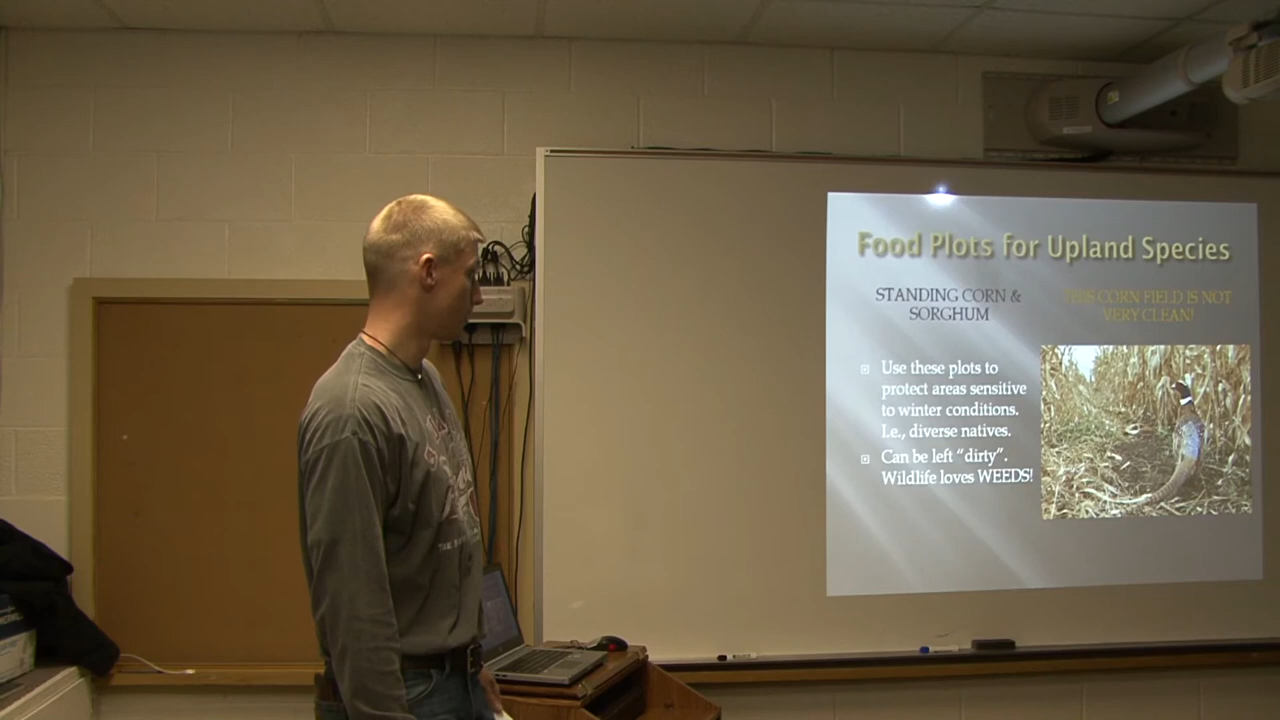 Food Plots for Upland Species
STANDING CORN &
SORGHUM
THIS CORN FIELD IS NOT
VERY CLEAN!
Use these plots to
protect areas sensitive
to winter conditions.
I.e., diverse natives.
Can be left “dirty”.
Wildlife loves WEEDS!